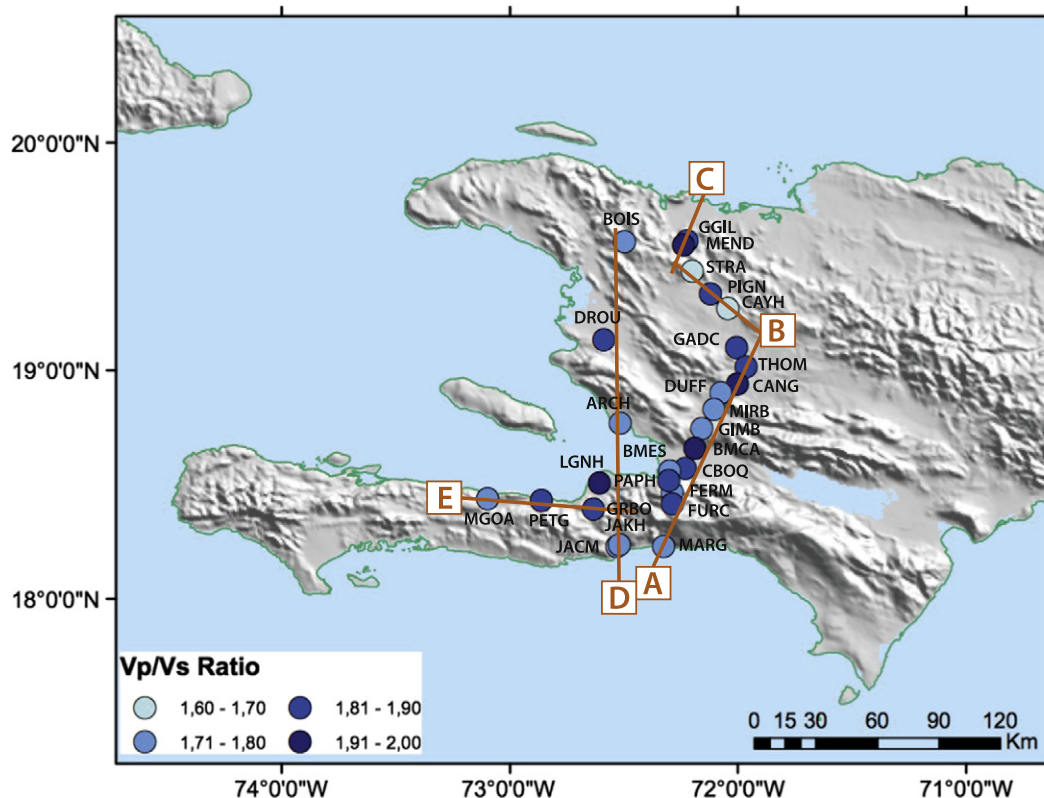 20°0'0"N
19°0'0"N
18°0'0"N
C
BOIS
GGIL
MEND
STRA
PIGN
CAYH
DROU
B
GADC
THOM
DUFF
CANG
ARCH
MIRB
GIMB
BMES
BMCA
LGNH
PAPH
CBOQ
E
FERM
MGOA
PETG
GRBO
FURC
JAKH
JACM
MARG
D
A
Vp/Vs Ratio
1,60 - 1,70
1,81 - 1,90
1,71 - 1,80
1,91 - 2,00
0 15 30 60 90 120
Km
74°0'0"W 73°0'0"W 72°0'0"W 71°0'0"W